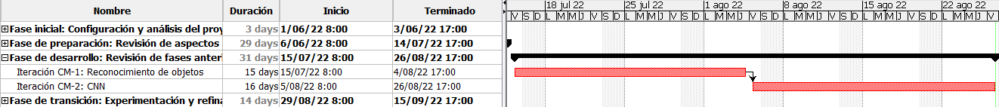 Nombre Duración Inicio Terminado 18 jul 22 25 jul 22 1 ago 22 8 ago 22 15 ago 22 22 ago 22
V S D L M M J V S D L M M J V S D L M M J V S D L M M J V S D L M M J V S D L M M J V
Fase inicial: Configuración y análisis del proy 3 days 1/06/22 8:00 3/06/22 17:00
Fase de preparación: Revisión de aspectos 29 days 6/06/22 8:00 14/07/22 17:00
Fase de desarrollo: Revisión de fases anteri 31 days 15/07/22 8:00 26/08/22 17:00
Iteración CM-1: Reconocimiento de objetos 15 days 15/07/22 8:00 4/08/22 17:00
Iteración CM-2: CNN 16 days 5/08/22 8:00 26/08/22 17:00
Fase de transición: Experimentación y refina 14 days 29/08/22 8:00 15/09/22 17:00